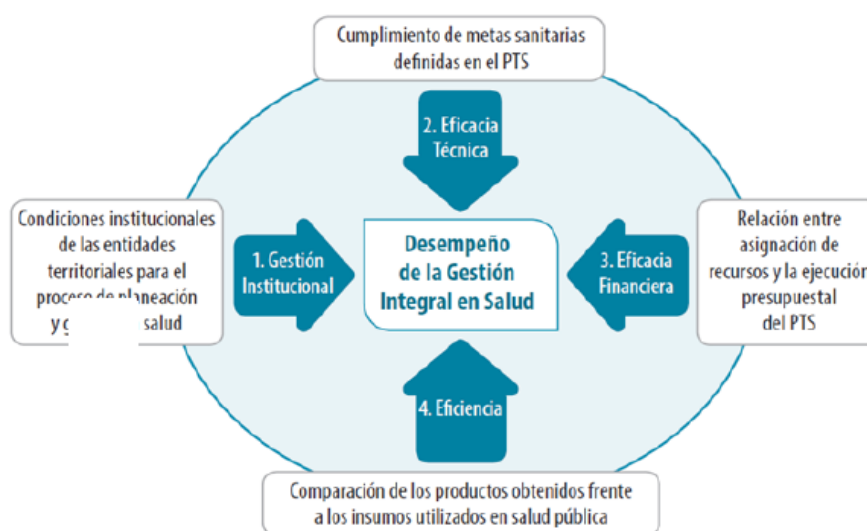 Cumplimiento de metas sanitarias
definidas en el PTS
2. Eficacia
Técnica
Condiciones institucionales
de las entidades
territoriales para el
proceso de planeación
y salud
1. Gestión
Institucional
Desempeño
de la Gestión
Integral en Salud
3. Eficacia
Financiera
Relación entre
asignación de
recursos y la ejecución
presupuestal
del PTS
4. Eficiencia
Comparación de los productos obtenidos frente
a los insumos utilizados en salud pública